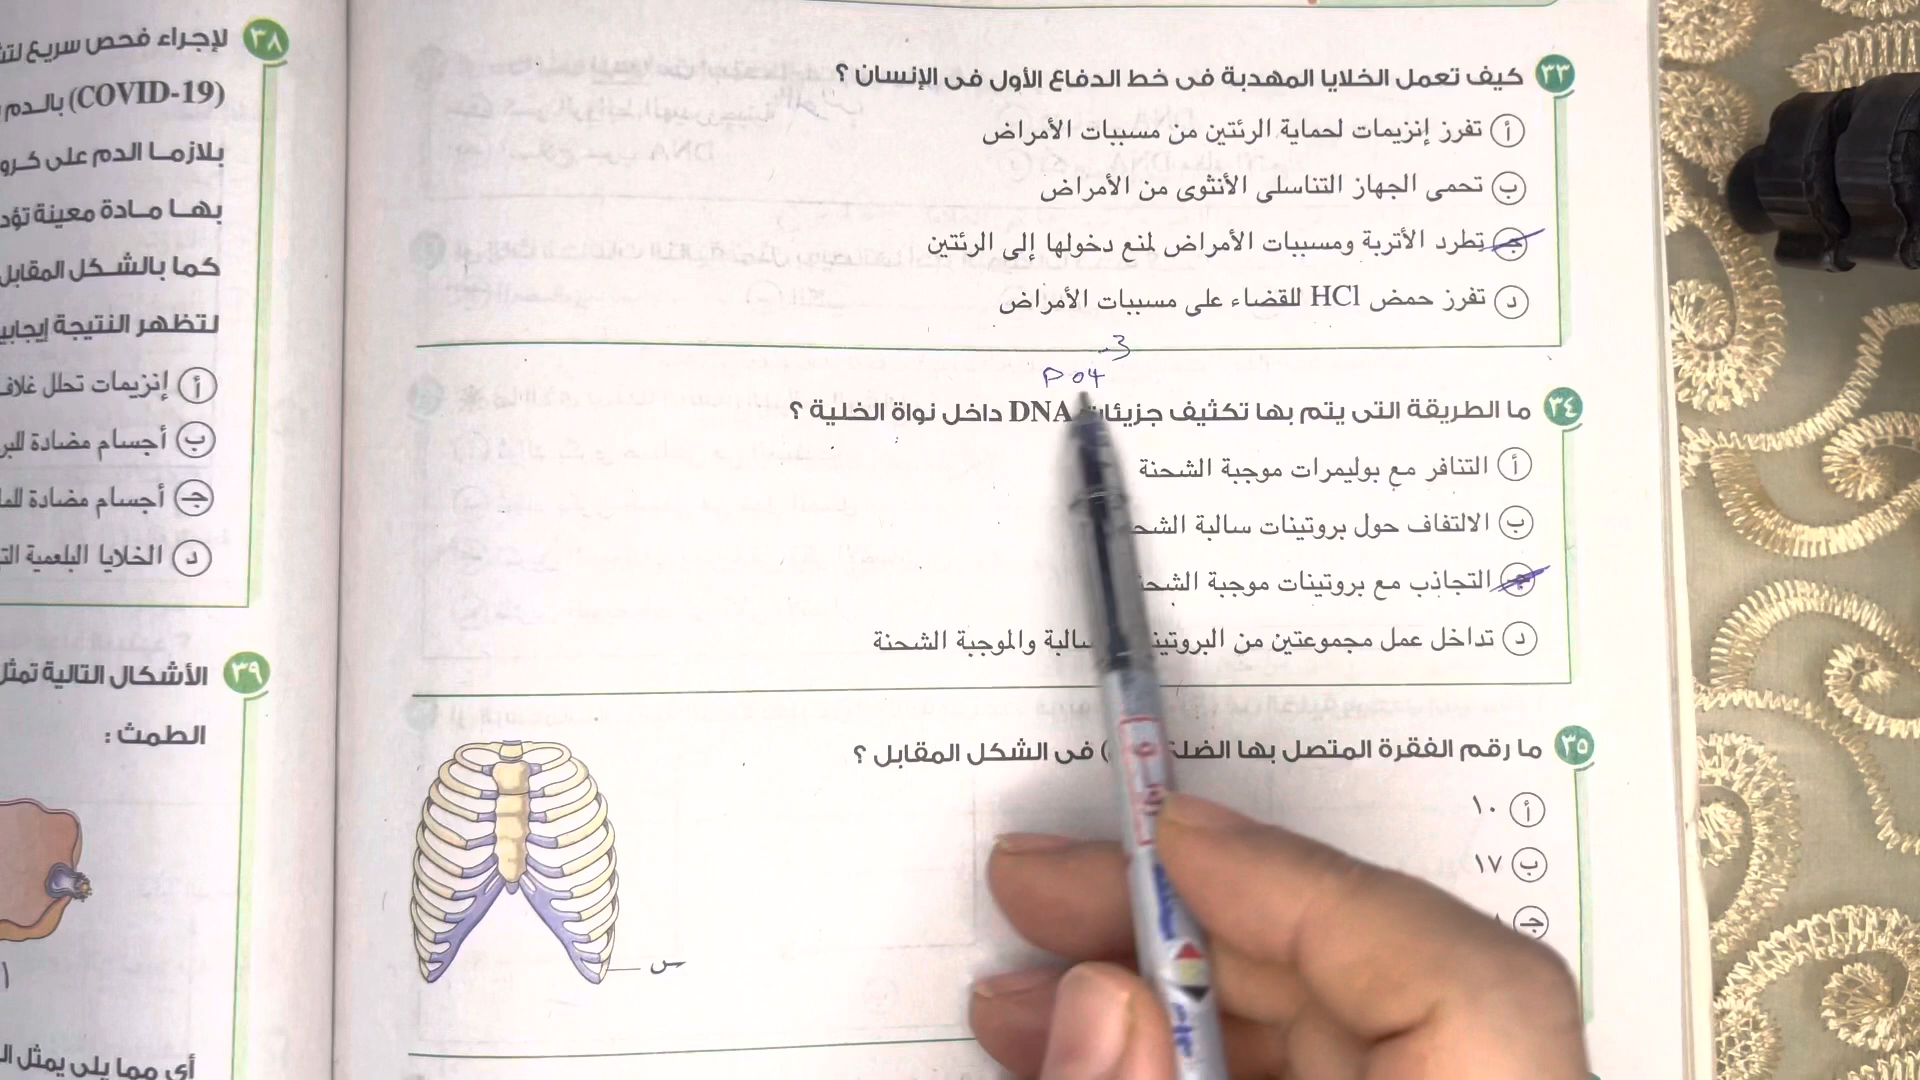 ٣٣ كيف تعمل الخلايا المهدبة فى خط الدفاع الأول فى الإنسان ؟
أ تفرز إنزيمات لحماية الرئتين من مسببات الأمراض
ب تحمى الجهاز التناسلى الأنثوى من الأمراض
جـ تطرد الأتربة ومسببات الأمراض لمنع دخولها إلى الرئتين
د تفرز حمض HCl للقضاء على مسببات الأمراض
PO4 -3
٣٤ ما الطريقة التى يتم بها تكثيف جزيئات DNA داخل نواة الخلية ؟
أ التنافر مع بوليمرات موجبة الشحنة
ب الالتفاف حول بروتينات سالبة
جـ التجاذب مع بروتينات موجبة
د تداخل عمل مجموعتين من سالبة والموجبة الشحنة
٣٥ ما رقم الفقرة المتصل بها ) فى الشكل المقابل ؟
أ ١٠
ب ١٧
جـ
س
٣٨ لإجراء فحص سريع
(COVID-19) بالدم
بلازما الدم على
بها مادة معينة
كما بالشكل المقابل
لتظهر النتيجة
أ إنزيمات تحلل
ب أجسام مضادة
جـ أجسام مضادة
د الخلايا البلعمية
٣٩ الأشكال التالية
الطمث :
أى مما يلى يمثل